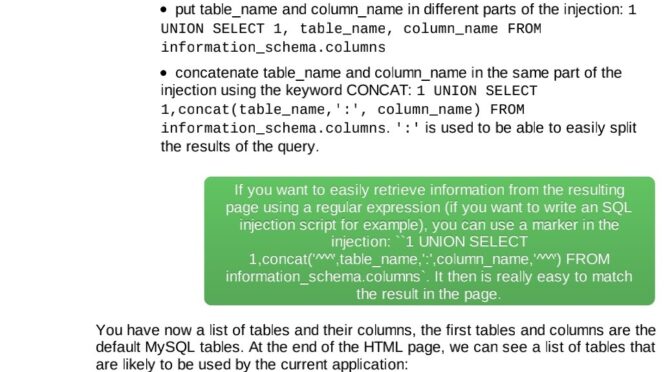 • put table_name and column_name in different parts of the injection: 1
UNION SELECT 1, table_name, column_name FROM
information_schema.columns
• concatenate table_name and column_name in the same part of the
injection using the keyword CONCAT: 1 UNION SELECT
1,concat(table_name,':', column_name) FROM
information_schema.columns. ':' is used to be able to easily split
the results of the query.
If you want to easily retrieve information from the resulting
page using a regular expression (if you want to write an SQL
injection script for example), you can use a marker in the
injection: ``1 UNION SELECT
1,concat('^^^',table_name,':',column_name,'^^^') FROM
information_schema.columns`. It then is really easy to match
the result in the page.
You have now a list of tables and their columns, the first tables and columns are the
default MySQL tables. At the end of the HTML page, we can see a list of tables that
are likely to be used by the current application: